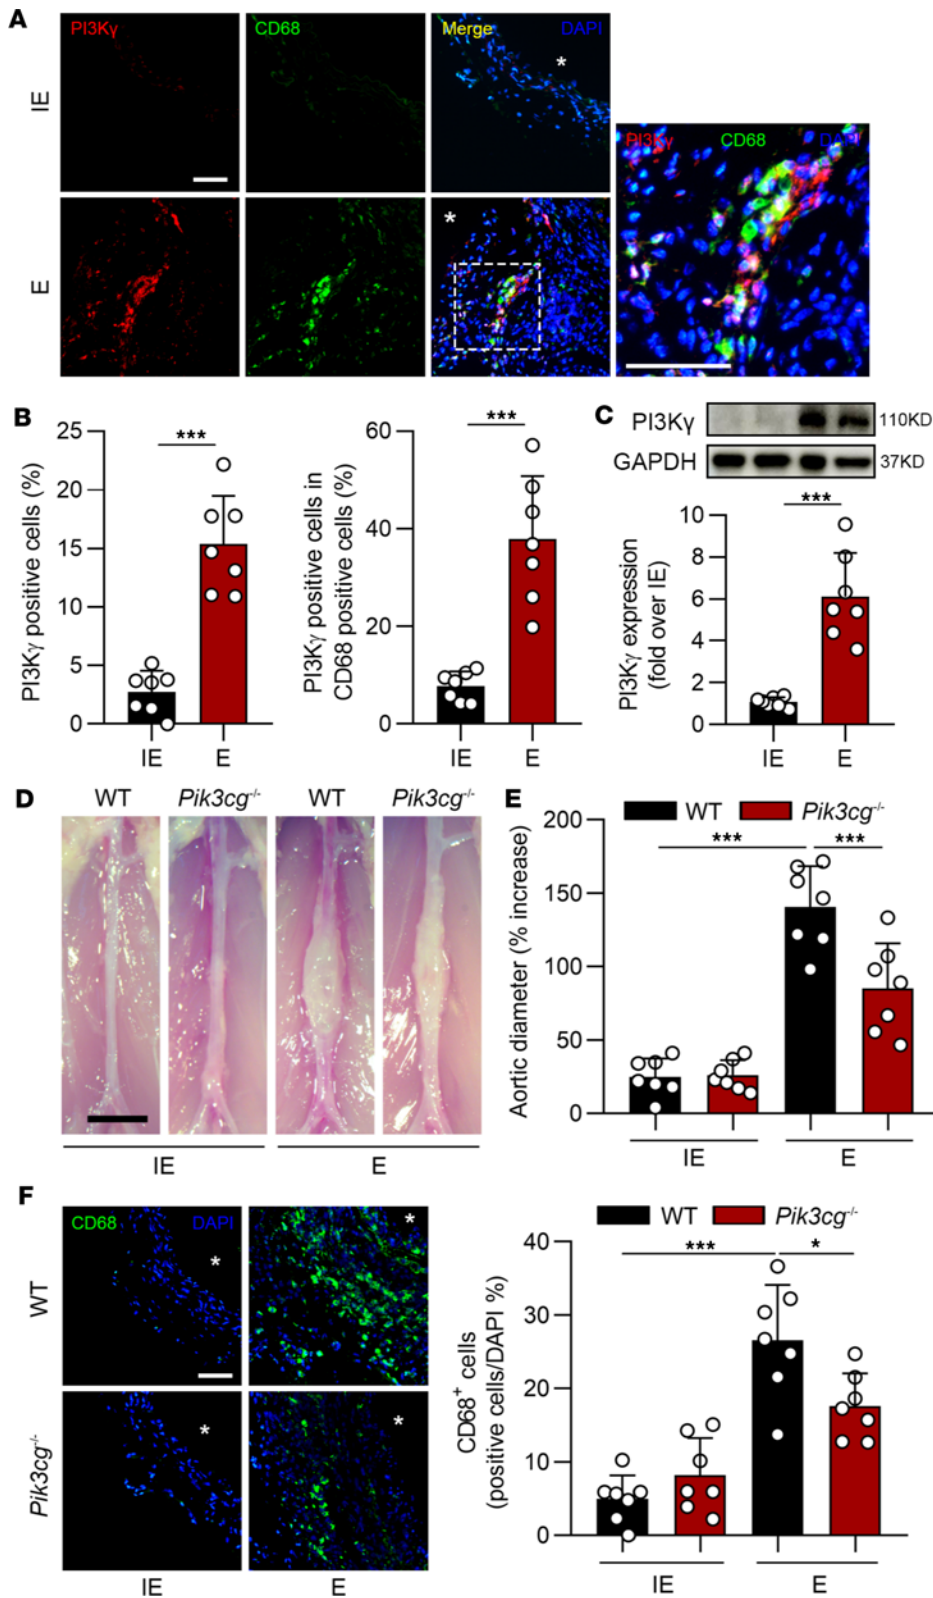 A
PI3Kγ
CD68
Merge
DAPI
*
IE
PI3Kγ
CD68
DAPI
*
E
B
25
20
15
10
5
0
PI3Kγ positive cells (%)
***
IE
E
60
40
20
0
PI3Kγ positive cells in
CD68 positive cells (%)
***
IE
E
C
PI3Kγ
110KD
GAPDH
37KD
10
8
6
4
2
0
PI3Kγ expression
(fold over IE)
***
IE
E
D
WT
Pik3cg-/-
WT
Pik3cg-/-
IE
E
E
WT
Pik3cg-/-
200
150
100
50
0
Aortic diameter (% increase)
***
***
IE
E
F
CD68
DAPI
*
*
WT
*
*
Pik3cg-/-
IE
E
WT
Pik3cg-/-
40
30
20
10
0
CD68+ cells
(positive cells/DAPI %)
***
*
IE
E